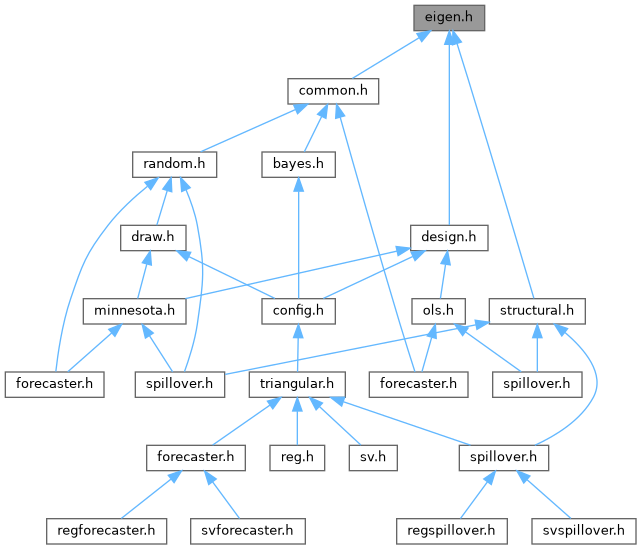 eigen.h
common.h
random.h
bayes.h
draw.h
design.h
minnesota.h
config.h
ols.h
structural.h
forecaster.h
spillover.h
triangular.h
forecaster.h
spillover.h
forecaster.h
reg.h
sv.h
spillover.h
regforecaster.h
svforecaster.h
regspillover.h
svspillover.h